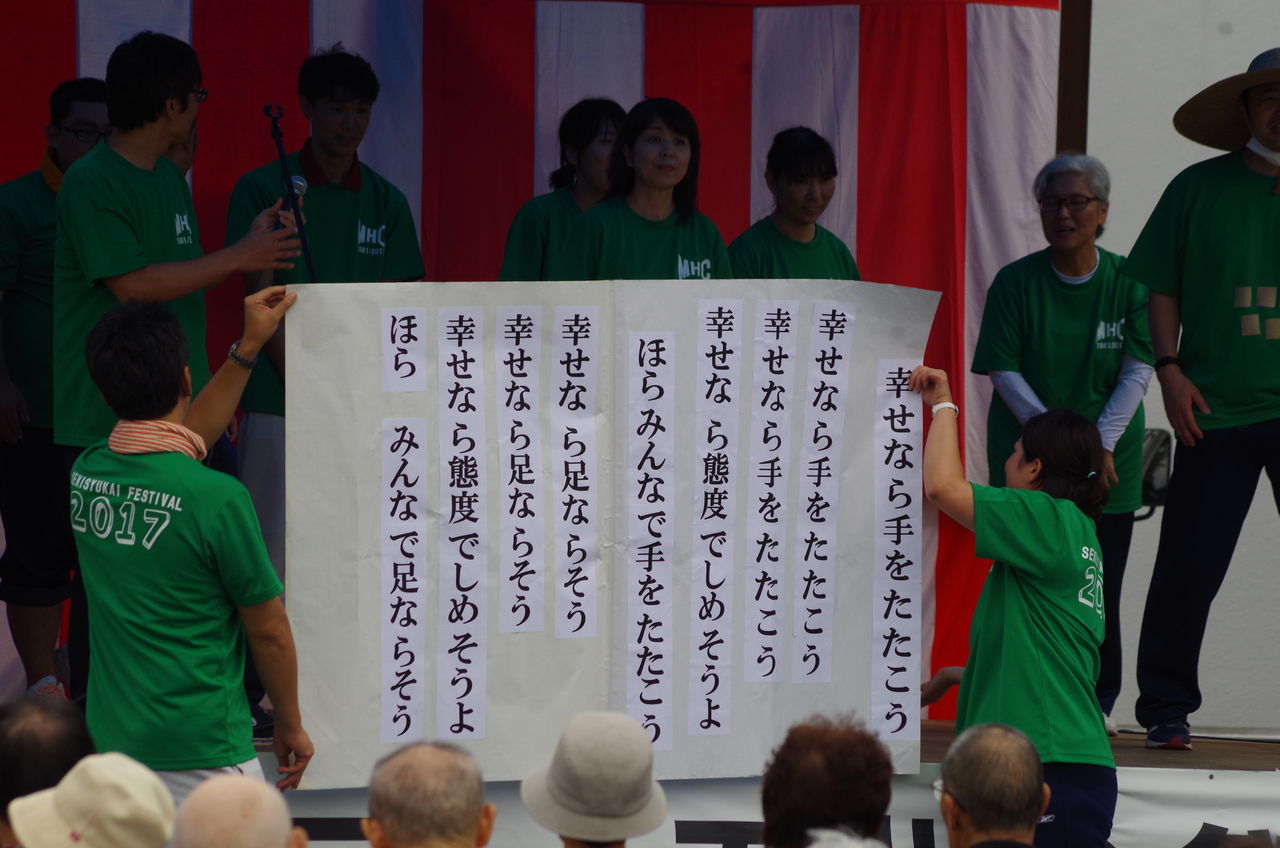 幸せなら手をたたこう
幸せなら手をたたこう
幸せなら手をたたこう
幸せなら態度でしめそうよ
ほらみんなで手をたたこう
幸せなら足ならそう
幸せなら足ならそう
幸せなら態度でしめそうよ
ほら みんなで足ならそう
SEKISYUKAI FESTIVAL
2017
MHC
MHC
MHC
MHC